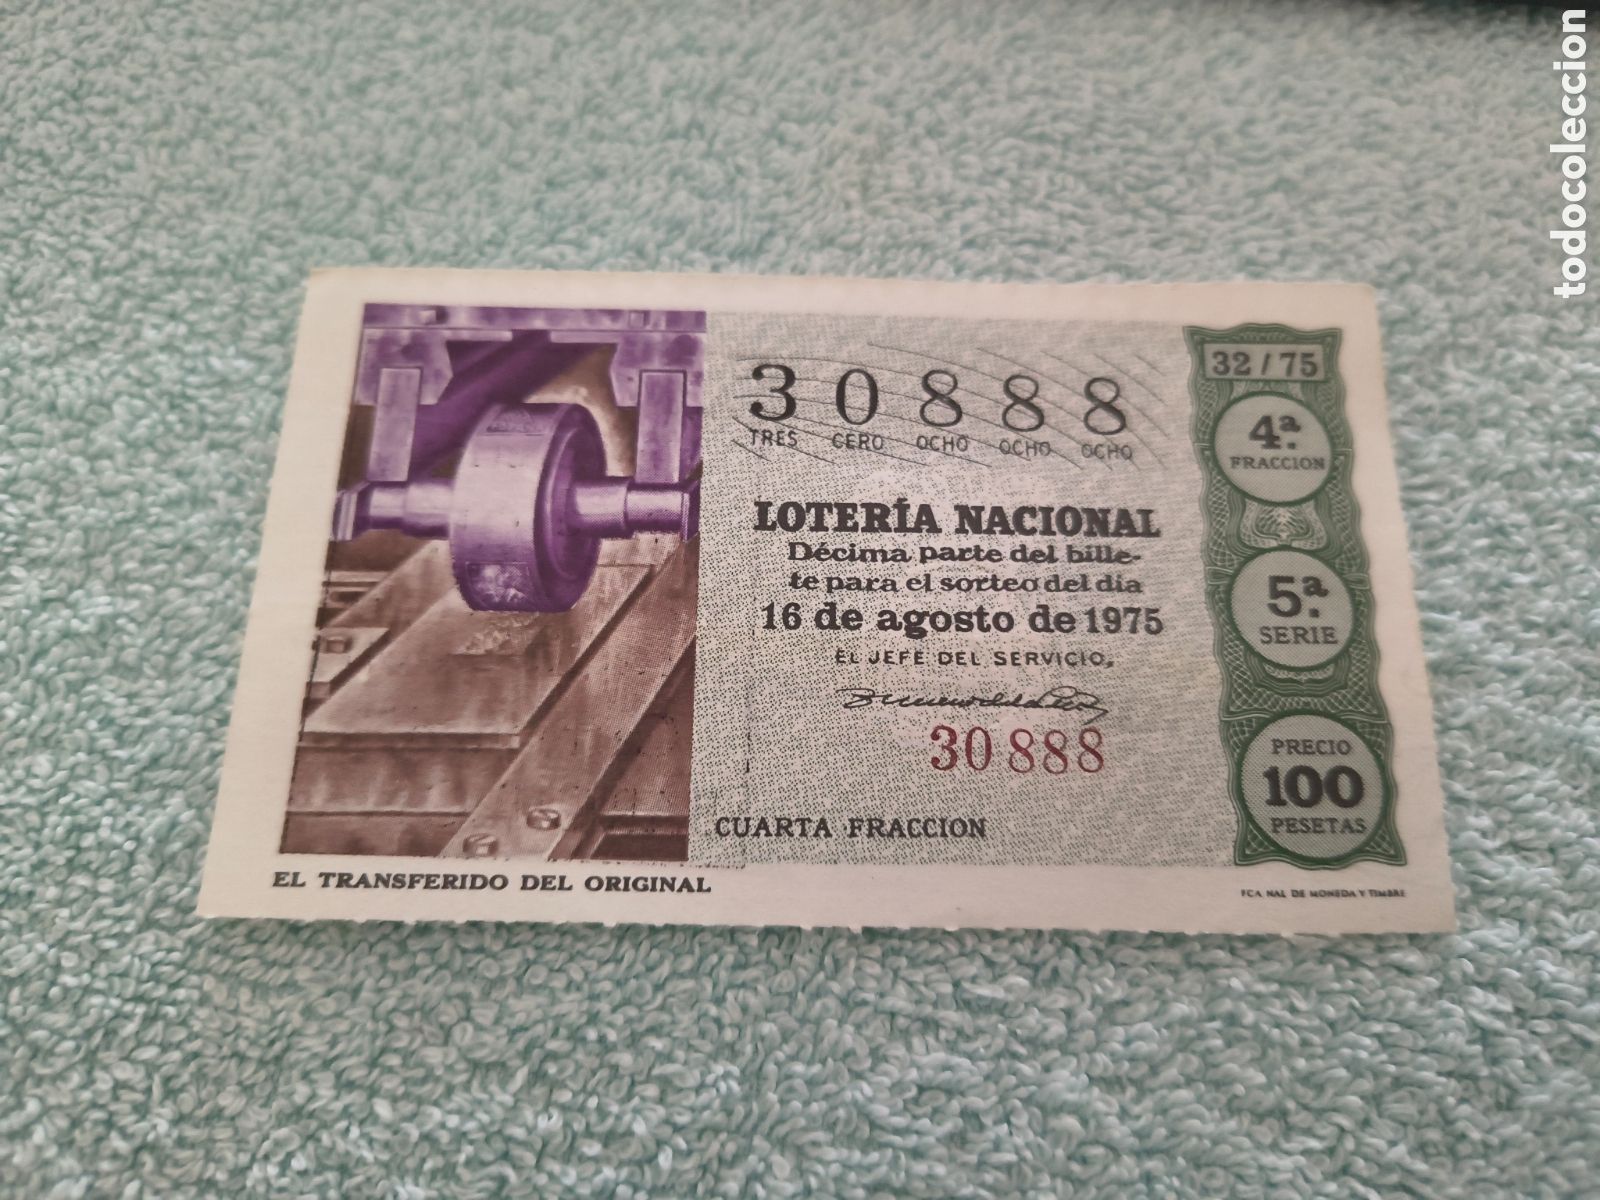 30888
TRES CERO OCHO OCHO OCHO
LOTERÍA NACIONAL
Décima parte del bille-
te para el sorteo del día
16 de agosto de 1975
EL JEFE DEL SERVICIO,
30888
CUARTA FRACCION
EL TRANSFERIDO DEL ORIGINAL
32/75
4ª.
FRACCION
5ª.
SERIE
PRECIO
100
PESETAS
FCA NAL DE MONEDA Y TIMBRE
todocoleccion